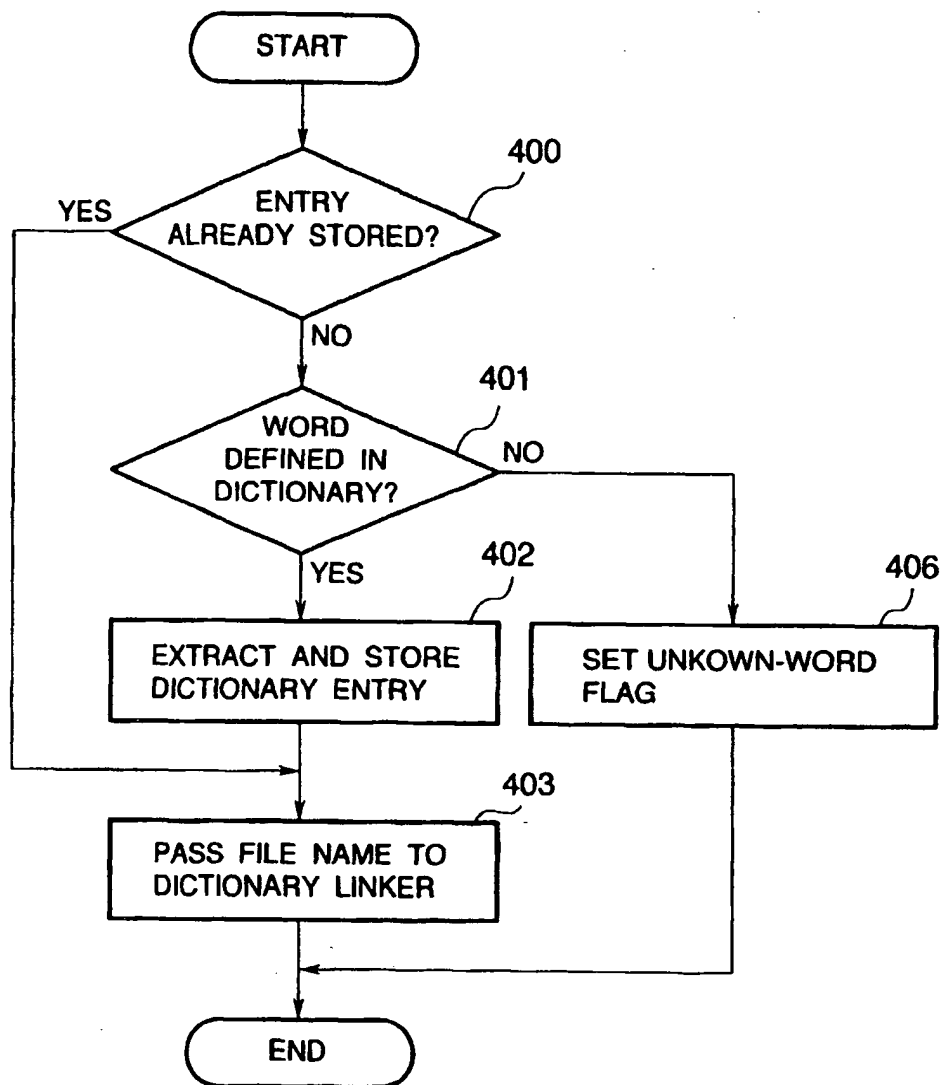 START
400
ENTRY
ALREADY STORED?
YES
NO
401
WORD
DEFINED IN
DICTIONARY?
NO
YES
402
EXTRACT AND STORE
DICTIONARY ENTRY
406
SET UNKOWN-WORD
FLAG
403
PASS FILE NAME TO
DICTIONARY LINKER
END